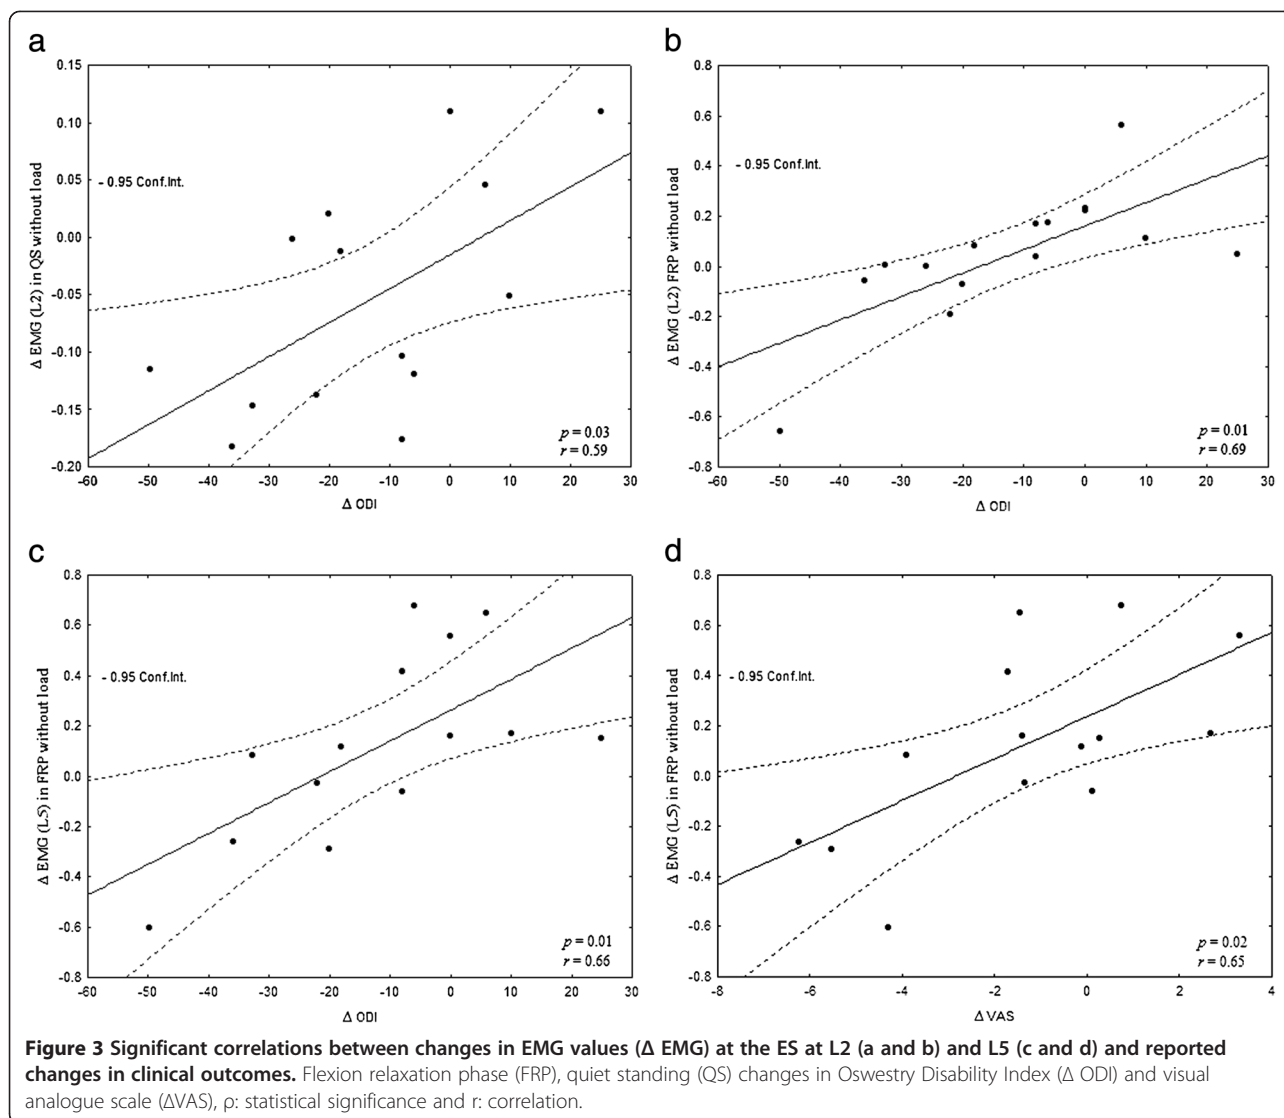 a
0.15
0.10
0.05
0.00
-0.05
-0.10
-0.15
-0.20
Δ EMG (L2) in QS without load
- 0.95 Conf.Int.
p = 0.03
r = 0.59
-60 -50 -40 -30 -20 -10 0 10 20 30
Δ ODI
b
0.8
0.6
0.4
0.2
0.0
-0.2
-0.4
-0.6
-0.8
Δ EMG (L2) FRP without load
- 0.95 Conf.Int.
p = 0.01
r = 0.69
-60 -50 -40 -30 -20 -10 0 10 20 30
Δ ODI
c
0.8
0.6
0.4
0.2
0.0
-0.2
-0.4
-0.6
-0.8
Δ EMG (L5) in FRP without load
- 0.95 Conf.Int.
p = 0.01
r = 0.66
-60 -50 -40 -30 -20 -10 0 10 20 30
Δ ODI
d
0.8
0.6
0.4
0.2
0.0
-0.2
-0.4
-0.6
-0.8
Δ EMG (L5) in FRP without load
- 0.95 Conf.Int.
p = 0.02
r = 0.65
-8 -6 -4 -2 0 2 4
Δ VAS
Figure 3 Significant correlations between changes in EMG values (Δ EMG) at the ES at L2 (a and b) and L5 (c and d) and reported
changes in clinical outcomes. Flexion relaxation phase (FRP), quiet standing (QS) changes in Oswestry Disability Index (Δ ODI) and visual
analogue scale (ΔVAS), ρ: statistical significance and r: correlation.